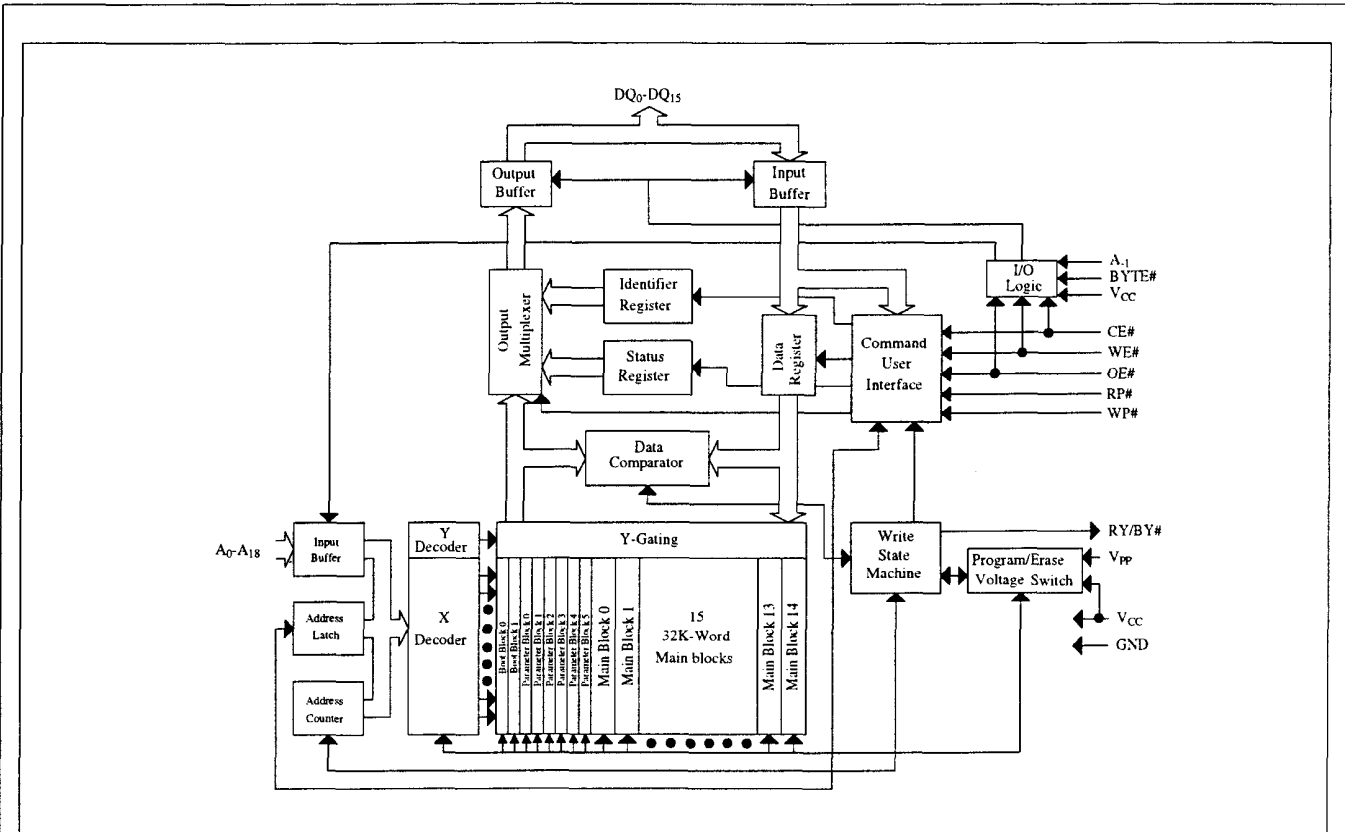 DQ0-DQ15
Output
Buffer
Input
Buffer
Output
Multiplexer
Identifier
Register
Status
Register
Data
Register
Command
User
Interface
I/O
Logic
A-1
BYTE#
VCC
CE#
WE#
OE#
RP#
WP#
Data
Comparator
A0-A18
Input
Buffer
Address
Latch
Address
Counter
Y
Decoder
X
Decoder
Y-Gating
Boot Block 0
Boot Block 1
Parameter Block 0
Parameter Block 1
Parameter Block 2
Parameter Block 3
Parameter Block 4
Parameter Block 5
Main Block 0
Main Block 1
15
32K-Word
Main blocks
Main Block 13
Main Block 14
Write
State
Machine
Program/Erase
Voltage Switch
RY/BY#
VPP
VCC
GND